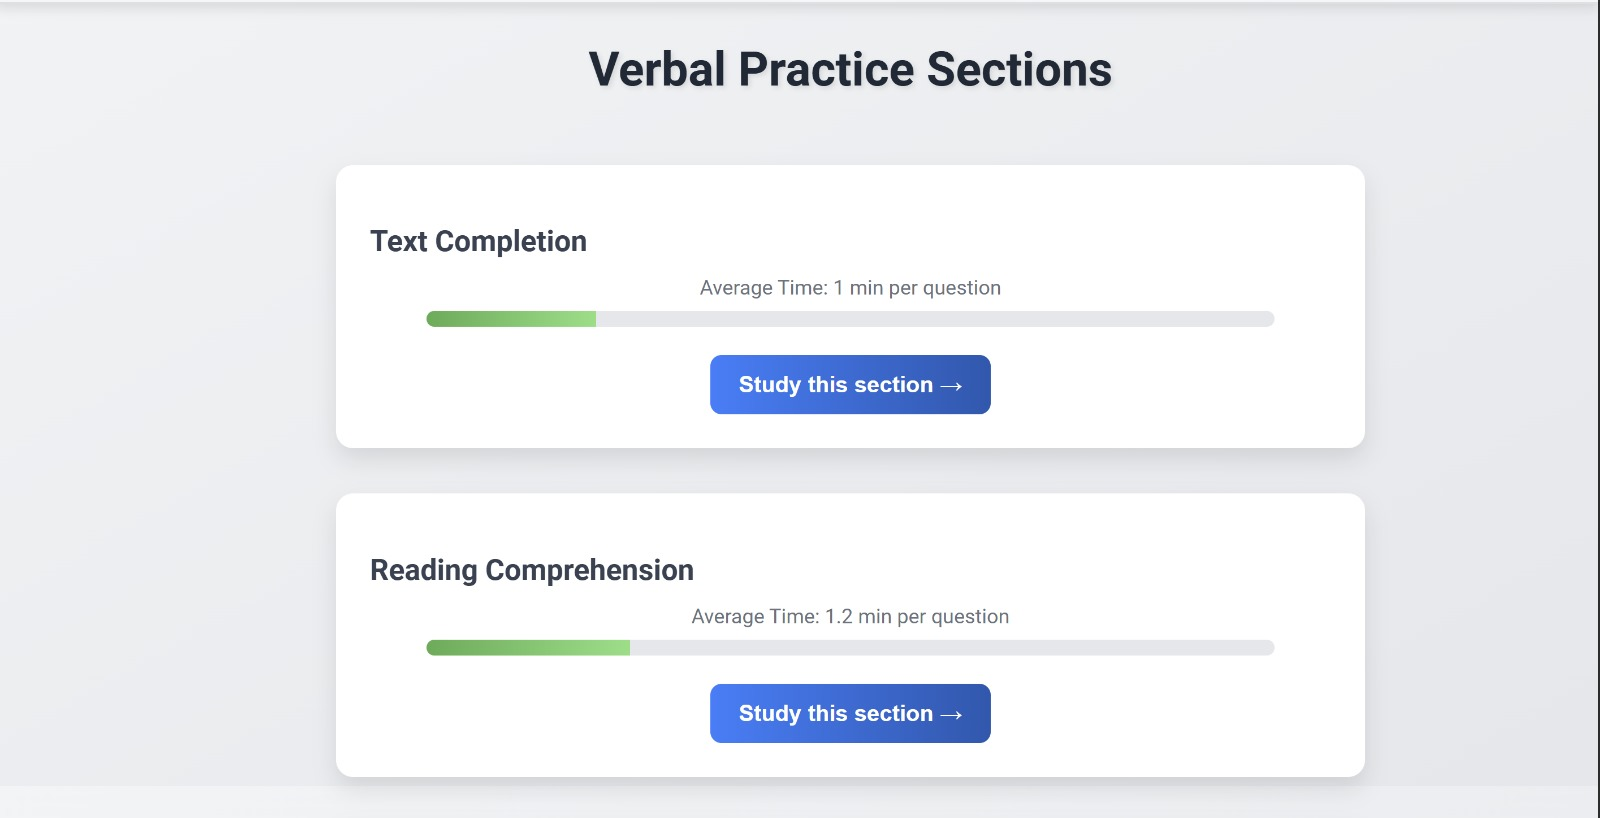 Verbal Practice Sections
Text Completion
Average Time: 1 min per question
Study this section →
Reading Comprehension
Average Time: 1.2 min per question
Study this section →